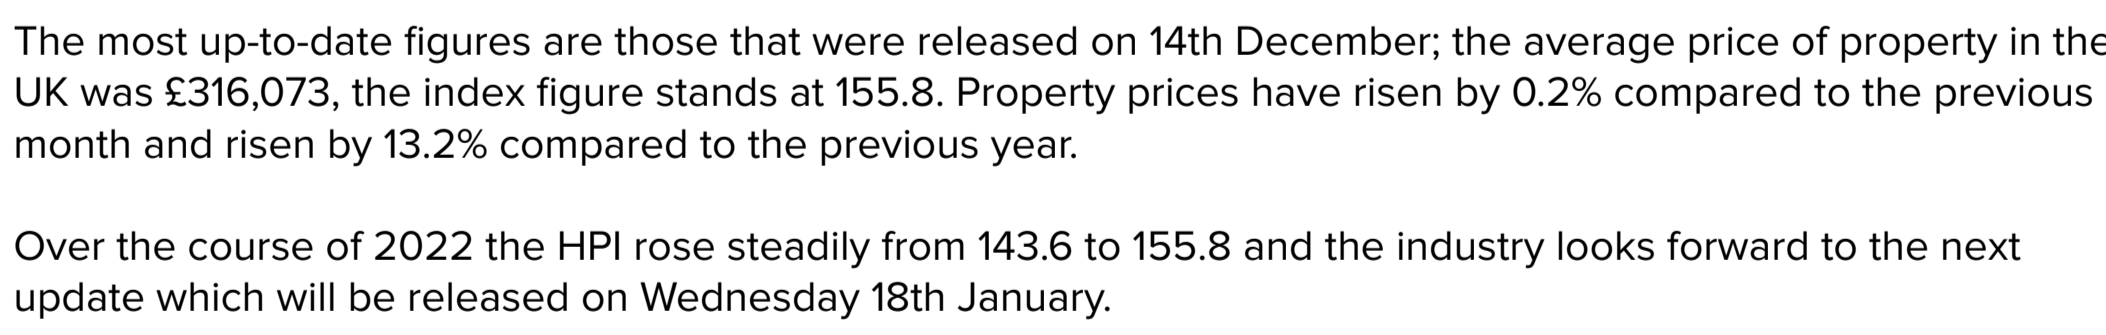 The most up-to-date figures are those that were released on 14th December; the average price of property in the
UK was £316,073, the index figure stands at 155.8. Property prices have risen by 0.2% compared to the previous
month and risen by 13.2% compared to the previous year.
Over the course of 2022 the HPI rose steadily from 143.6 to 155.8 and the industry looks forward to the next
update which will be released on Wednesday 18th January.